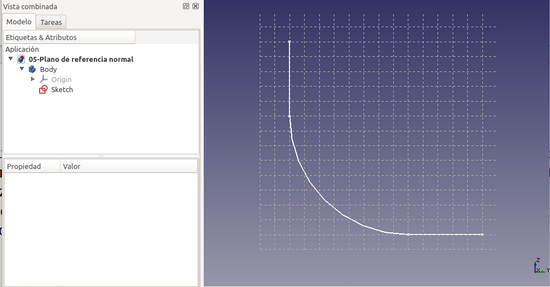 Vista combinada
Modelo
Tareas
Etiquetas & Atributos
Aplicación
05-Plano de referencia normal
Body
Origin
Sketch
Propiedad
Valor
Z
X
Y